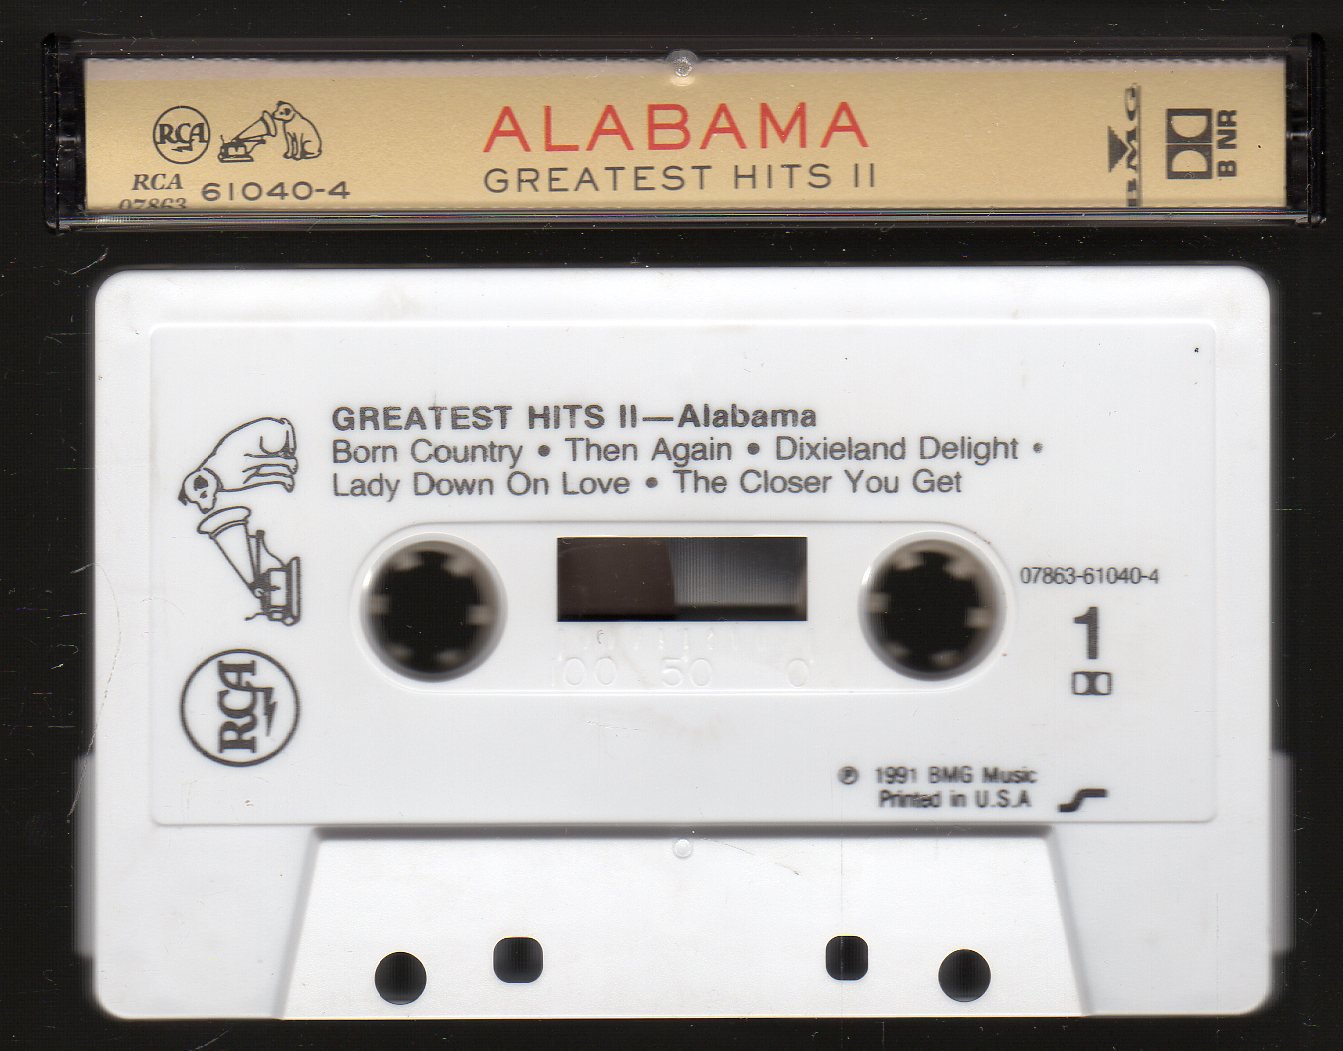 RCA
ALABAMA
GREATEST HITS II
RCA
07863
61040-4
BMG
B NR
GREATEST HITS II—Alabama
Born Country • Then Again • Dixieland Delight •
Lady Down On Love • The Closer You Get
07863-61040-4
1
100 50 0
RCA
℗ 1991 BMG Music
Printed in U.S.A